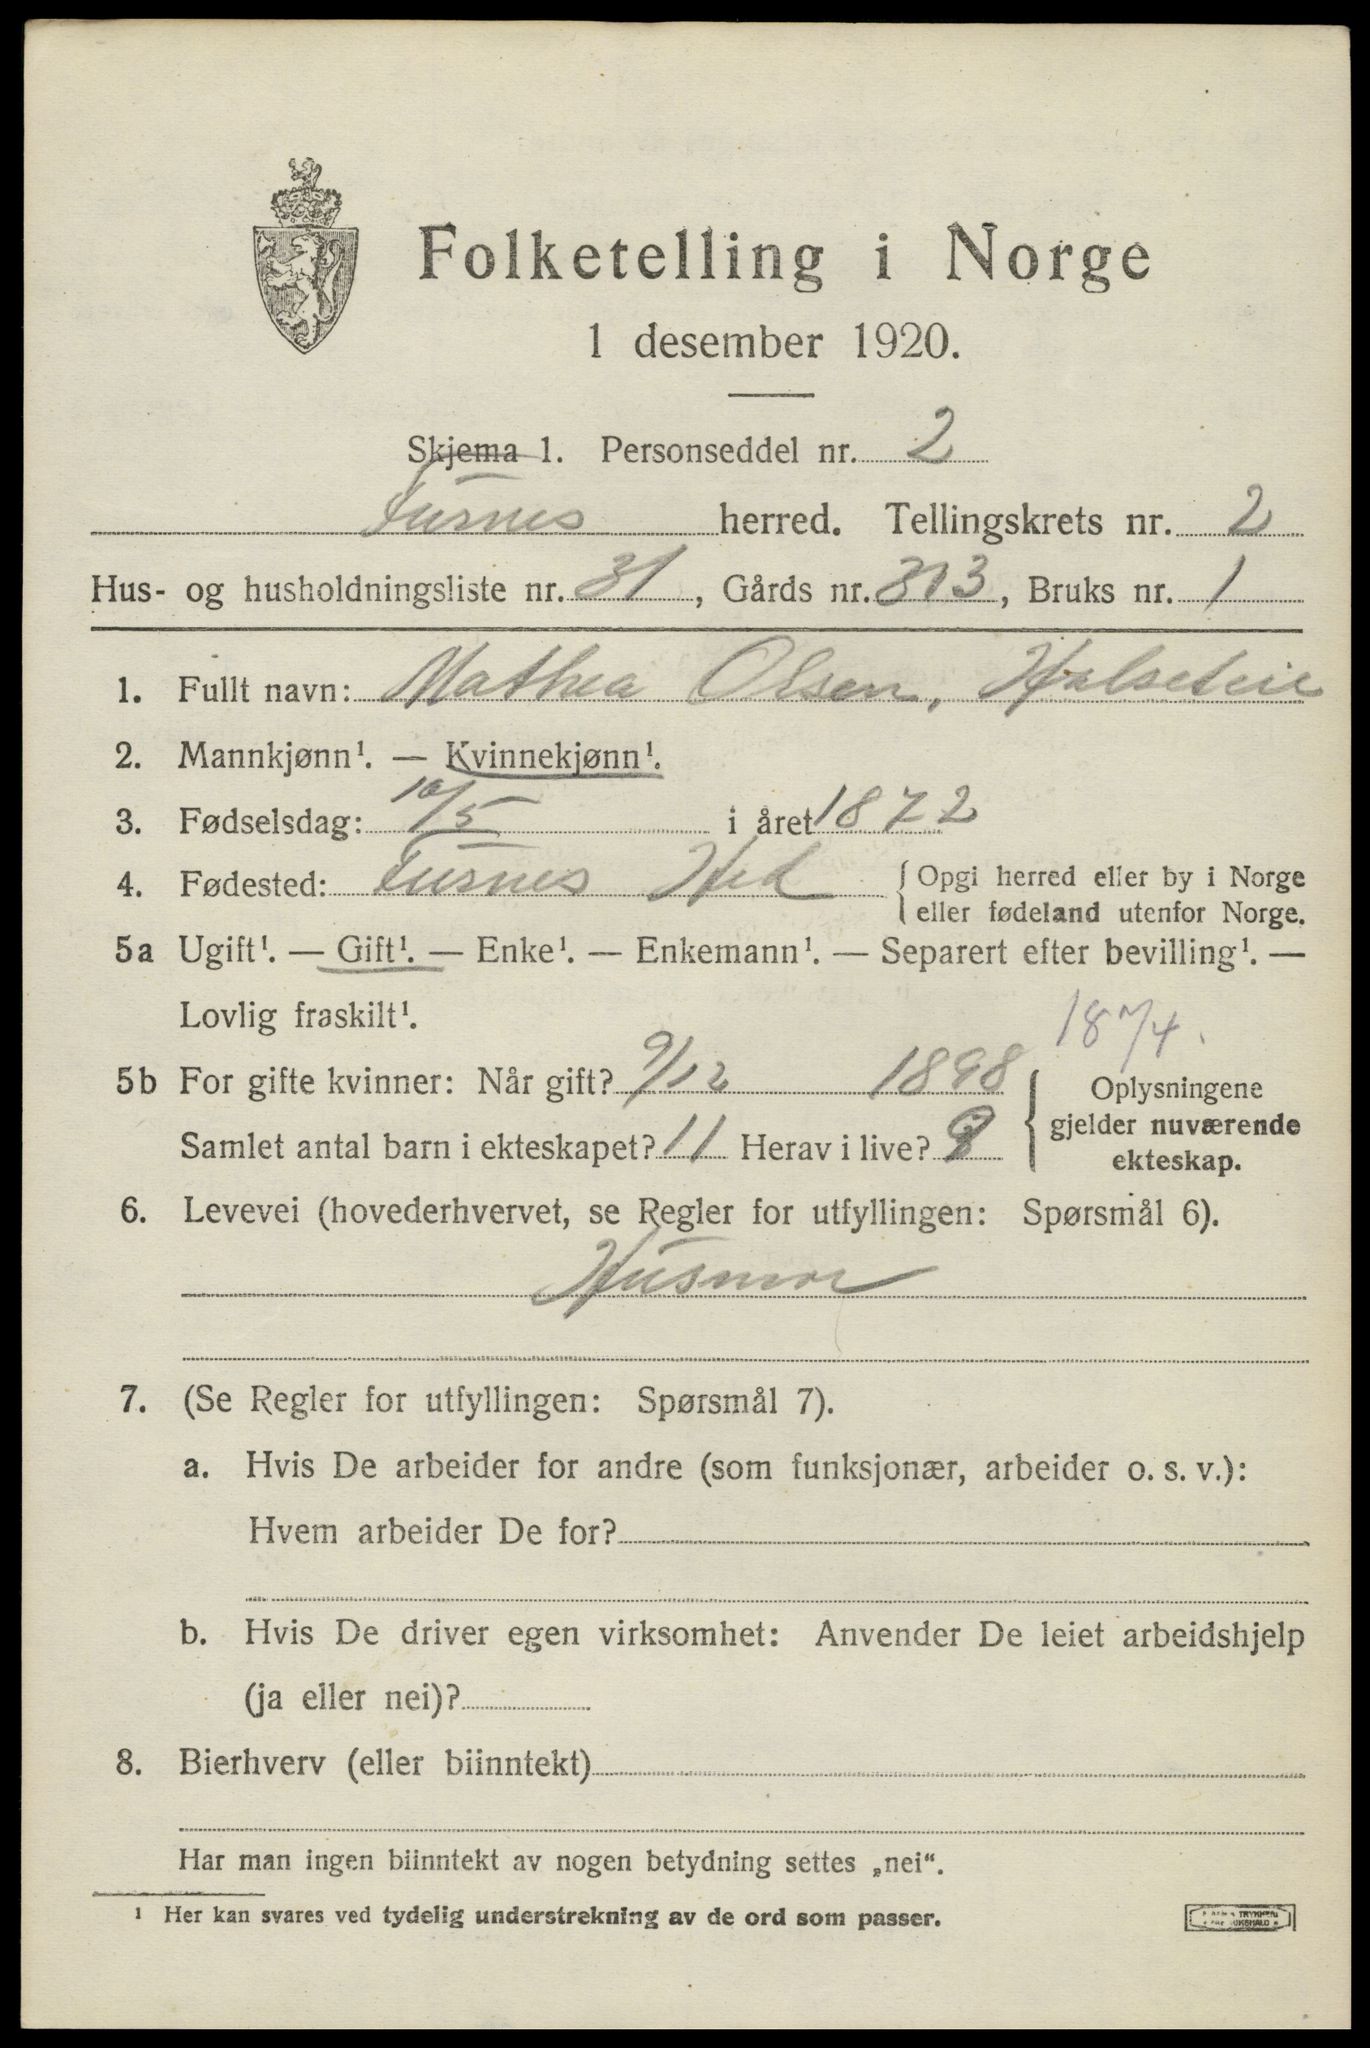 Folketelling i Norge
1 desember 1920.
Skjema 1. Personseddel nr. 2
Furnes herred. Tellingskrets nr. 2
Hus- og husholdningsliste nr. 31, Gårds nr. 313, Bruks nr. 1
1. Fullt navn: Mathea Olsen, Halseteie
2. Mannkjønn¹. — Kvinnekjønn¹.
3. Fødselsdag: 10/5 i året 1872
4. Fødested: Furnes Hed { Opgi herred eller by i Norge
eller fødeland utenfor Norge.
5a Ugift¹. — Gift¹. — Enke¹. — Enkemann¹. — Separert efter bevilling¹. —
Lovlig fraskilt¹.
5b For gifte kvinner: Når gift? 9/12 1898
Samlet antal barn i ekteskapet? 11 Herav i live?
Oplysningene
gjelder nuværende
ekteskap.
6. Levevei (hovederhvervet, se Regler for utfyllingen: Spørsmål 6).
Husmor
7. (Se Regler for utfyllingen: Spørsmål 7).
a. Hvis De arbeider for andre (som funksjonær, arbeider o. s. v.):
Hvem arbeider De for?
b. Hvis De driver egen virksomhet: Anvender De leiet arbeidshjelp
(ja eller nei)?
8. Bierhverv (eller biinntekt)
Har man ingen biinntekt av nogen betydning settes „nei“.
¹ Her kan svares ved tydelig understrekning av de ord som passer.